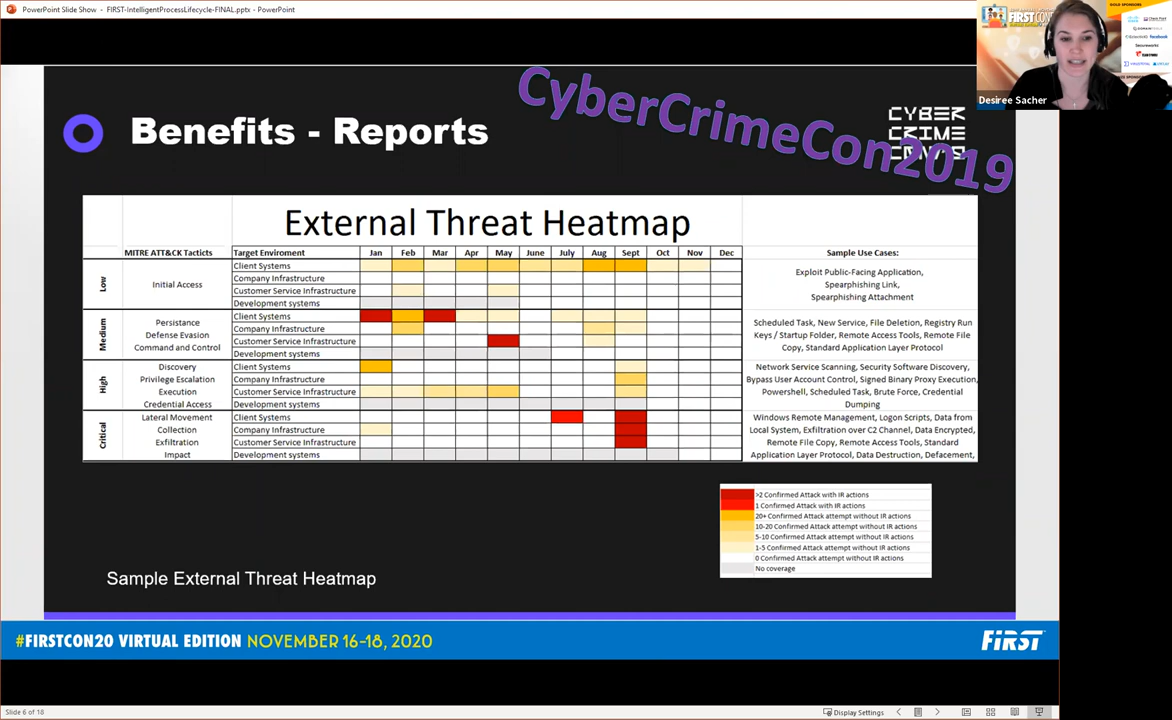 PowerPoint Slide Show - FIRST-IntelligentProcessLifecycle-FINAL.pptx - PowerPoint
GOLD SPONSORS
FIRST CON
Desiree Sacher
CyberCrimeCon2019
CYBER
CRIME
Benefits - Reports
External Threat Heatmap
MITRE ATT&CK Tacticts
Target Enviroment
Jan Feb Mar Apr May June July Aug Sept Oct Nov Dec
Sample Use Cases:
Low
Initial Access
Client Systems
Company Infrastructure
Customer Service Infrastructure
Development systems
Exploit Public-Facing Application,
Spearphishing Link,
Spearphishing Attachment
Medium
Persistance
Defense Evasion
Command and Control
Client Systems
Company Infrastructure
Customer Service Infrastructure
Development systems
Scheduled Task, New Service, File Deletion, Registry Run
Keys / Startup Folder, Remote Access Tools, Remote File
Copy, Standard Application Layer Protocol
High
Discovery
Privilege Escalation
Execution
Credential Access
Client Systems
Company Infrastructure
Customer Service Infrastructure
Development systems
Network Service Scanning, Security Software Discovery,
Bypass User Account Control, Signed Binary Proxy Execution,
Powershell, Scheduled Task, Brute Force, Credential
Dumping
Critical
Lateral Movement
Collection
Exfiltration
Impact
Client Systems
Company Infrastructure
Customer Service Infrastructure
Development systems
Windows Remote Management, Logon Scripts, Data from
Local System, Exfiltration over C2 Channel, Data Encrypted,
Remote File Copy, Remote Access Tools, Standard
Application Layer Protocol, Data Destruction, Defacement,
>2 Confirmed Attack with IR actions
1 Confirmed Attack with IR actions
20+ Confirmed Attack attempt without IR actions
10-20 Confirmed Attack attempt without IR actions
5-10 Confirmed Attack attempt without IR actions
1-5 Confirmed Attack attempt without IR actions
0 Confirmed Attack attempt without IR actions
No coverage
Sample External Threat Heatmap
#FIRSTCON20 VIRTUAL EDITION NOVEMBER 16-18, 2020
FIRST
Slide 6 of 18
Display Settings